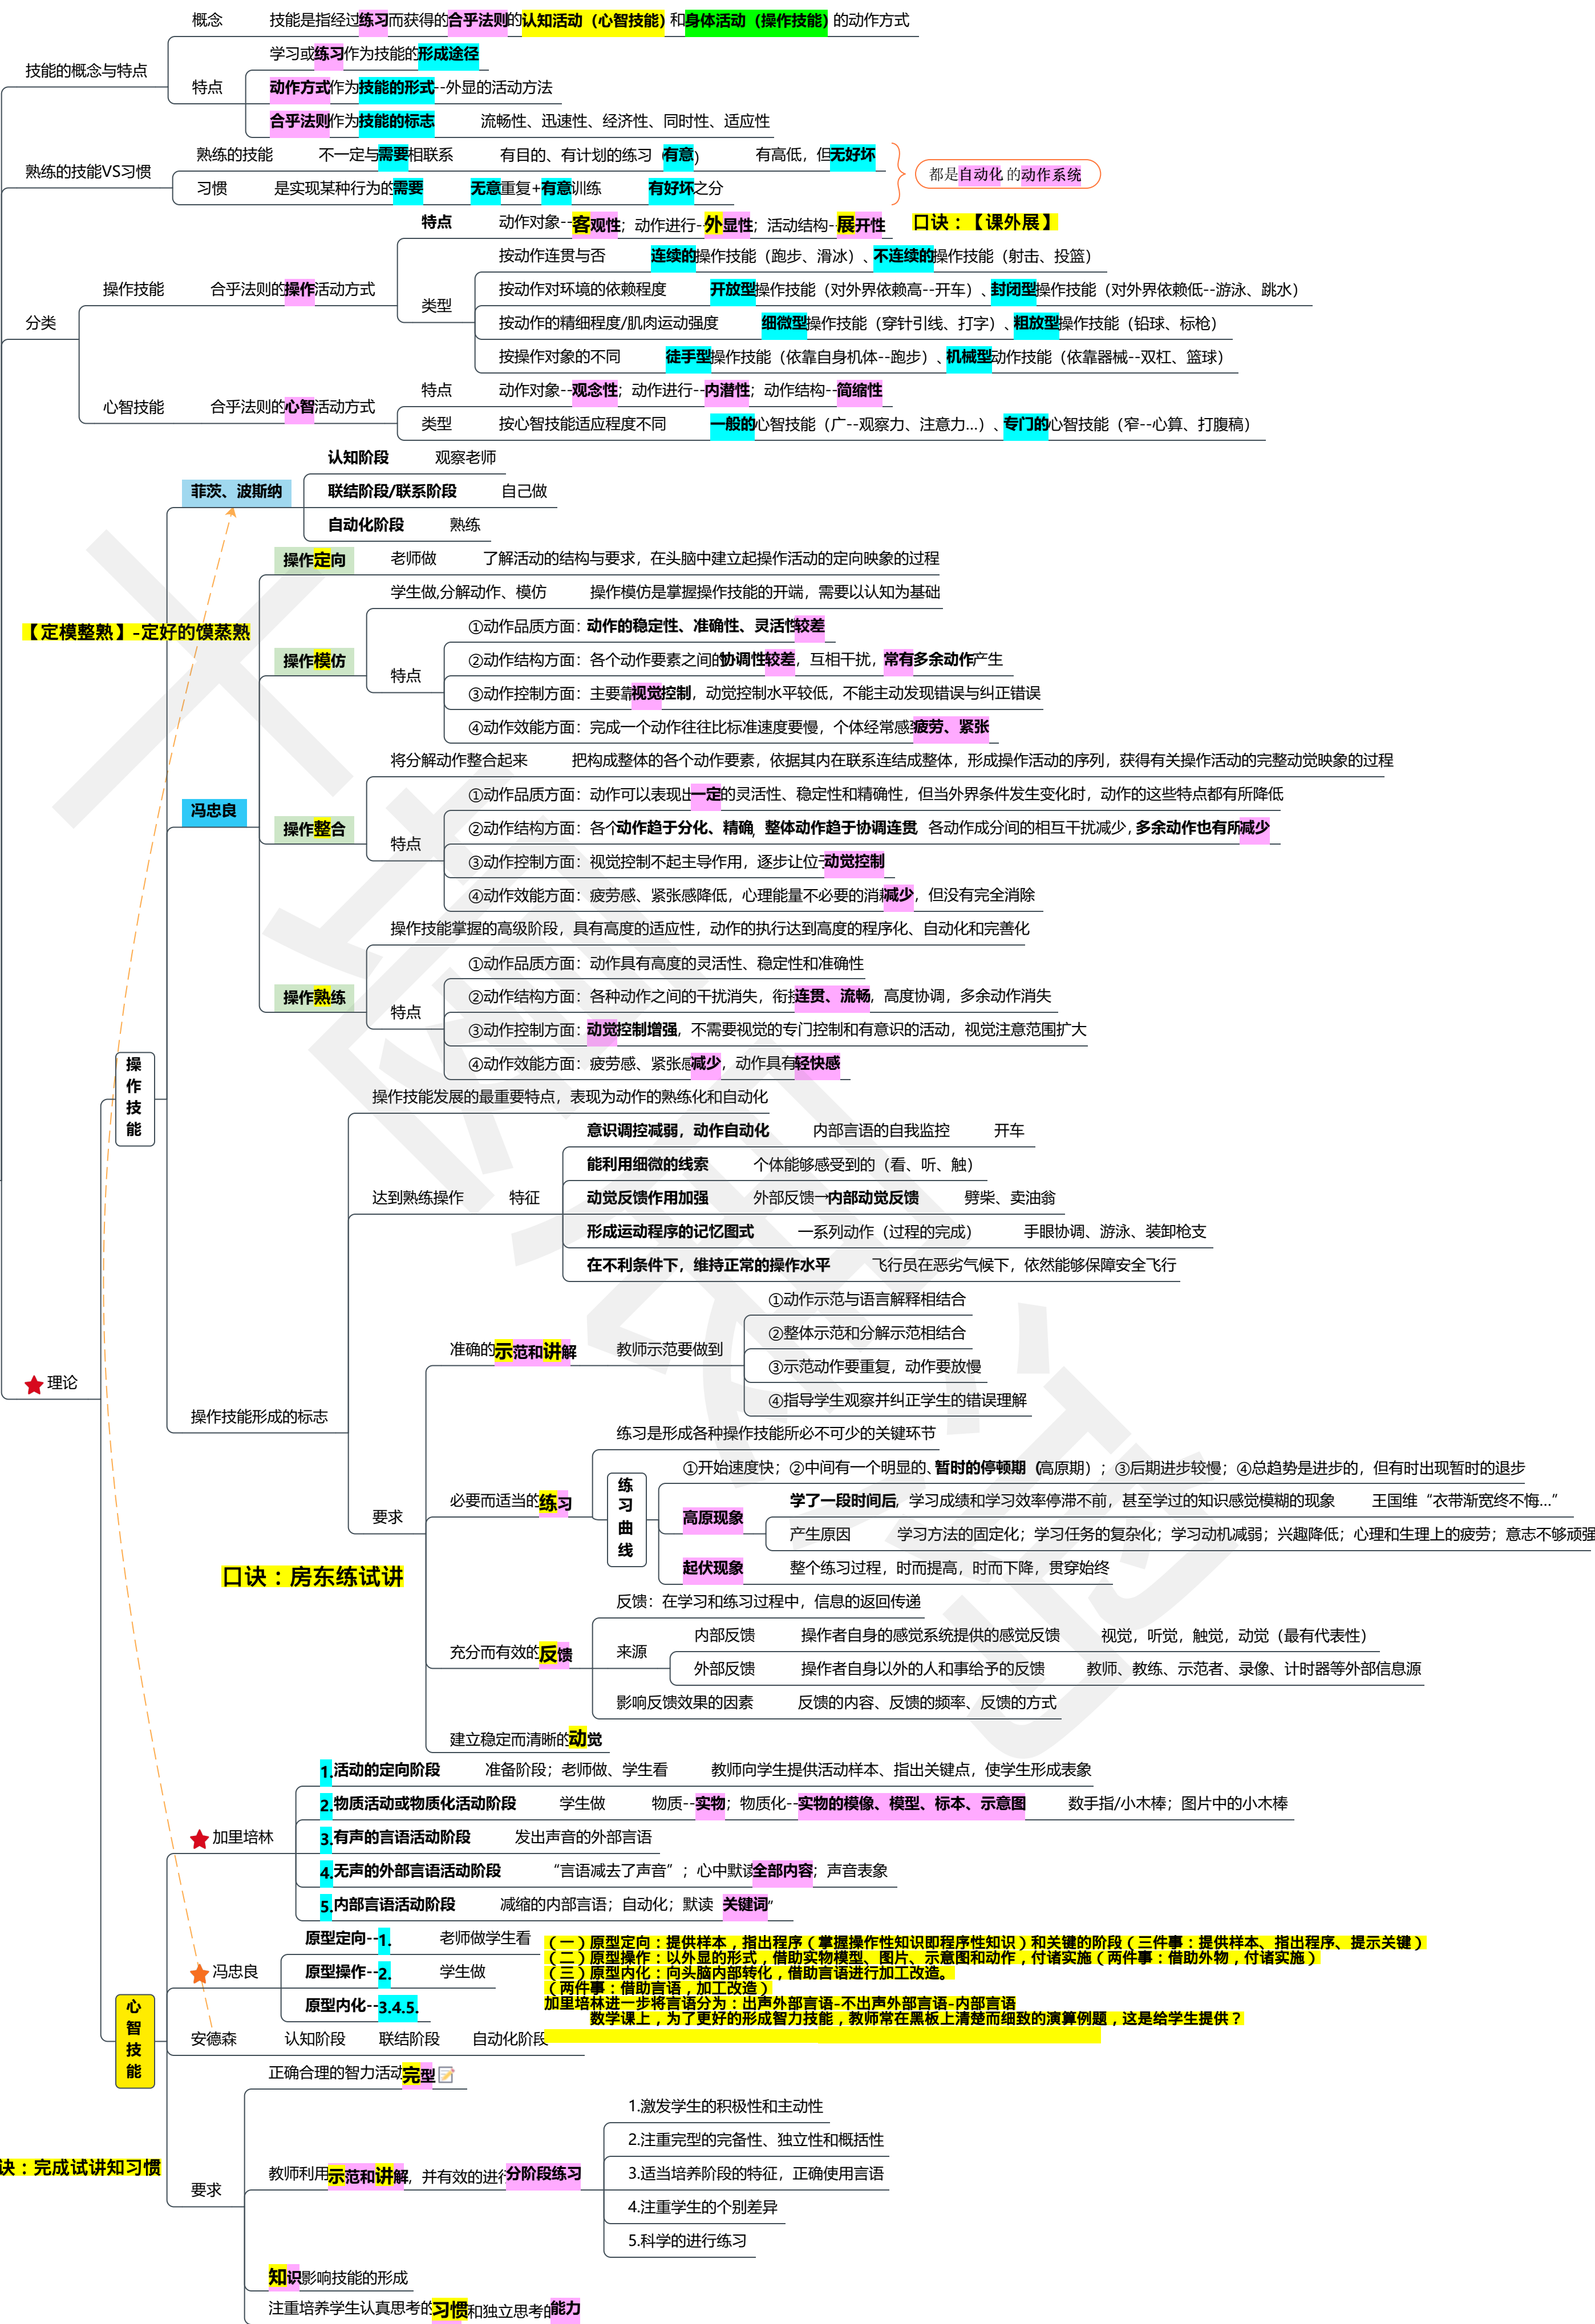 技能的概念与特点
概念 技能是指经过练习而获得的合乎法则的认知活动（心智技能）和身体活动（操作技能）的动作方式
特点
学习或练习作为技能的形成途径
动作方式作为技能的形式--外显的活动方法
合乎法则作为技能的标志 流畅性、迅速性、经济性、同时性、适应性
熟练的技能VS习惯
熟练的技能 不一定与需要相联系 有目的、有计划的练习（有意） 有高低，但无好坏
习惯 是实现某种行为的需要 无意重复+有意训练 有好坏之分
都是自动化的动作系统
分类
操作技能 合乎法则的操作活动方式
特点 动作对象--客观性；动作进行--外显性；活动结构--展开性 口诀：【课外展】
类型
按动作连贯与否 连续的操作技能（跑步、滑冰）、不连续的操作技能（射击、投篮）
按动作对环境的依赖程度 开放型操作技能（对外界依赖高--开车）、封闭型操作技能（对外界依赖低--游泳、跳水）
按动作的精细程度/肌肉运动强度 细微型操作技能（穿针引线、打字）、粗放型操作技能（铅球、标枪）
按操作对象的不同 徒手型操作技能（依靠自身机体--跑步）、机械型动作技能（依靠器械--双杠、篮球）
心智技能 合乎法则的心智活动方式
特点 动作对象--观念性；动作进行--内潜性；动作结构--简缩性
类型 按心智技能适应程度不同 一般的心智技能（广--观察力、注意力...）、专门的心智技能（窄--心算、打腹稿）
理论
操作技能
菲茨、波斯纳
认知阶段 观察老师
联结阶段/联系阶段 自己做
自动化阶段 熟练
【定模整熟】-定好的馍蒸熟
冯忠良
操作定向 老师做 了解活动的结构与要求，在头脑中建立起操作活动的定向映象的过程
操作模仿
学生做,分解动作、模仿 操作模仿是掌握操作技能的开端，需要以认知为基础
特点
①动作品质方面：动作的稳定性、准确性、灵活性较差
②动作结构方面：各个动作要素之间的协调性较差，互相干扰，常有多余动作产生
③动作控制方面：主要靠视觉控制，动觉控制水平较低，不能主动发现错误与纠正错误
④动作效能方面：完成一个动作往往比标准速度要慢，个体经常感到疲劳、紧张
操作整合
将分解动作整合起来 把构成整体的各个动作要素，依据其内在联系连结成整体，形成操作活动的序列，获得有关操作活动的完整动觉映象的过程
特点
①动作品质方面：动作可以表现出一定的灵活性、稳定性和精确性，但当外界条件发生变化时，动作的这些特点都有所降低
②动作结构方面：各个动作趋于分化、精确，整体动作趋于协调连贯，各动作成分间的相互干扰减少，多余动作也有所减少
③动作控制方面：视觉控制不起主导作用，逐步让位于动觉控制
④动作效能方面：疲劳感、紧张感降低，心理能量不必要的消耗减少，但没有完全消除
操作熟练
操作技能掌握的高级阶段，具有高度的适应性，动作的执行达到高度的程序化、自动化和完善化
特点
①动作品质方面：动作具有高度的灵活性、稳定性和准确性
②动作结构方面：各种动作之间的干扰消失，衔接连贯、流畅，高度协调，多余动作消失
③动作控制方面：动觉控制增强，不需要视觉的专门控制和有意识的活动，视觉注意范围扩大
④动作效能方面：疲劳感、紧张感减少，动作具有轻快感
操作技能形成的标志
操作技能发展的最重要特点，表现为动作的熟练化和自动化
达到熟练操作 特征
意识调控减弱，动作自动化 内部言语的自我监控 开车
能利用细微的线索 个体能够感受到的（看、听、触）
动觉反馈作用加强 外部反馈→内部动觉反馈 劈柴、卖油翁
形成运动程序的记忆图式 一系列动作（过程的完成） 手眼协调、游泳、装卸枪支
在不利条件下，维持正常的操作水平 飞行员在恶劣气候下，依然能够保障安全飞行
要求
口诀：房东练试讲
准确的示范和讲解 教师示范要做到
①动作示范与语言解释相结合
②整体示范和分解示范相结合
③示范动作要重复，动作要放慢
④指导学生观察并纠正学生的错误理解
必要而适当的练习
练习是形成各种操作技能所必不可少的关键环节
练习曲线
①开始速度快；②中间有一个明显的、暂时的停顿期（高原期）；③后期进步较慢；④总趋势是进步的，但有时出现暂时的退步
高原现象
学了一段时间后，学习成绩和学习效率停滞不前，甚至学过的知识感觉模糊的现象 王国维“衣带渐宽终不悔...”
产生原因 学习方法的固定化；学习任务的复杂化；学习动机减弱；兴趣降低；心理和生理上的疲劳；意志不够顽强
起伏现象 整个练习过程，时而提高，时而下降，贯穿始终
充分而有效的反馈
反馈：在学习和练习过程中，信息的返回传递
来源
内部反馈 操作者自身的感觉系统提供的感觉反馈 视觉，听觉，触觉，动觉（最有代表性）
外部反馈 操作者自身以外的人和事给予的反馈 教师、教练、示范者、录像、计时器等外部信息源
影响反馈效果的因素 反馈的内容、反馈的频率、反馈的方式
建立稳定而清晰的动觉
心智技能
加里培林
1.活动的定向阶段 准备阶段；老师做、学生看 教师向学生提供活动样本、指出关键点，使学生形成表象
2.物质活动或物质化活动阶段 学生做 物质--实物；物质化--实物的模像、模型、标本、示意图 数手指/小木棒；图片中的小木棒
3.有声的言语活动阶段 发出声音的外部言语
4.无声的外部言语活动阶段 “言语减去了声音”；心中默读全部内容；声音表象
5.内部言语活动阶段 减缩的内部言语；自动化；默读“关键词”
冯忠良
原型定向--1. 老师做学生看
原型操作--2. 学生做
原型内化--3.4.5.
（一）原型定向：提供样本，指出程序（掌握操作性知识即程序性知识）和关键的阶段（三件事：提供样本、指出程序、提示关键）
（二）原型操作：以外显的形式，借助实物模型、图片、示意图和动作，付诸实施（两件事：借助外物，付诸实施）
（三）原型内化：向头脑内部转化，借助言语进行加工改造。
（两件事：借助言语，加工改造）
加里培林进一步将言语分为：出声外部言语-不出声外部言语-内部言语
数学课上，为了更好的形成智力技能，教师常在黑板上清楚而细致的演算例题，这是给学生提供？
安德森 认知阶段 联结阶段 自动化阶段
要求
诀：完成试讲知习惯
正确合理的智力活动完型
教师利用示范和讲解，并有效的进行分阶段练习
1.激发学生的积极性和主动性
2.注重完型的完备性、独立性和概括性
3.适当培养阶段的特征，正确使用言语
4.注重学生的个别差异
5.科学的进行练习
知识影响技能的形成
注重培养学生认真思考的习惯和独立思考的能力